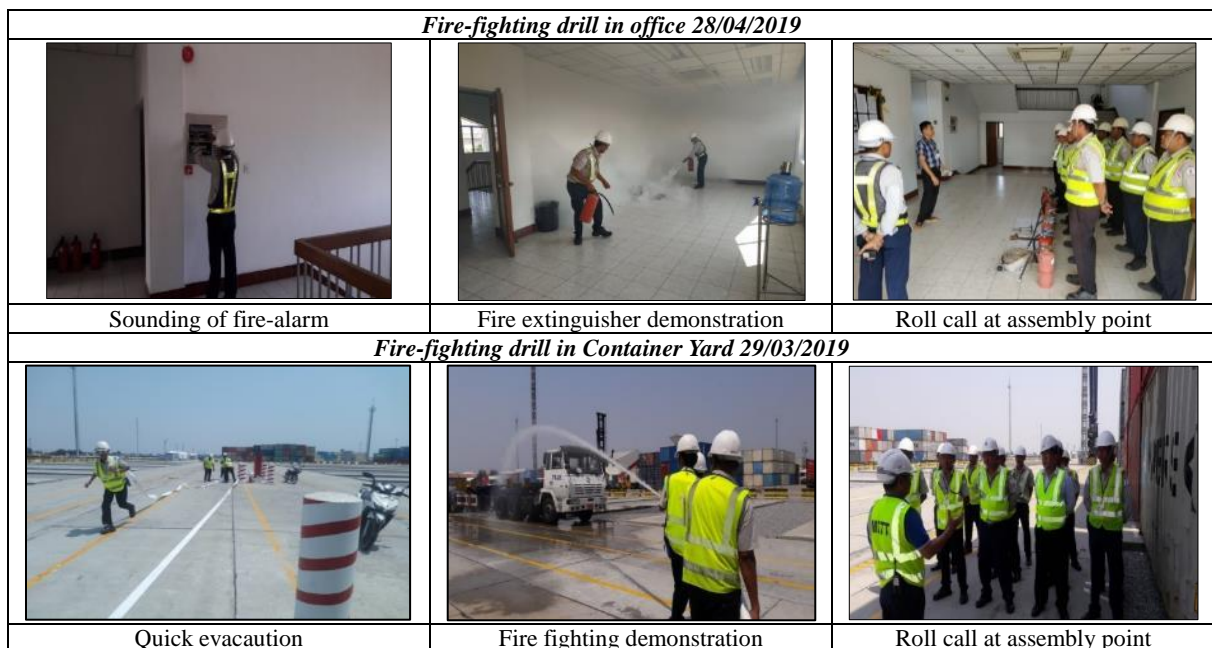 Fire-fighting drill in office 28/04/2019
Sounding of fire-alarm
Fire extinguisher demonstration
Roll call at assembly point
Fire-fighting drill in Container Yard 29/03/2019
MITT
Quick evacaution
Fire fighting demonstration
Roll call at assembly point